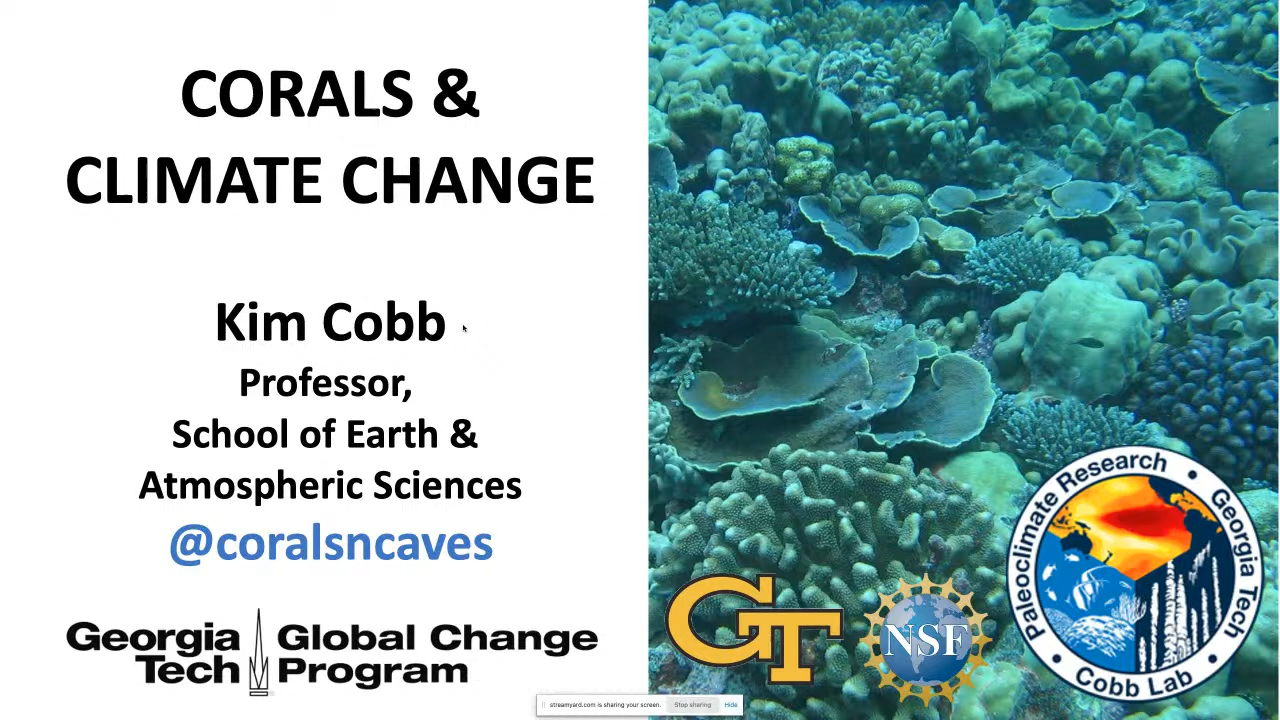 CORALS &
CLIMATE CHANGE
Kim Cobb
Professor,
School of Earth &
Atmospheric Sciences
@coralsncaves
Georgia Tech
Global Change Program
GT
NSF
Paleoclimate Research • Georgia Tech • Cobb Lab •
streamyard.com is sharing your screen. Stop sharing Hide